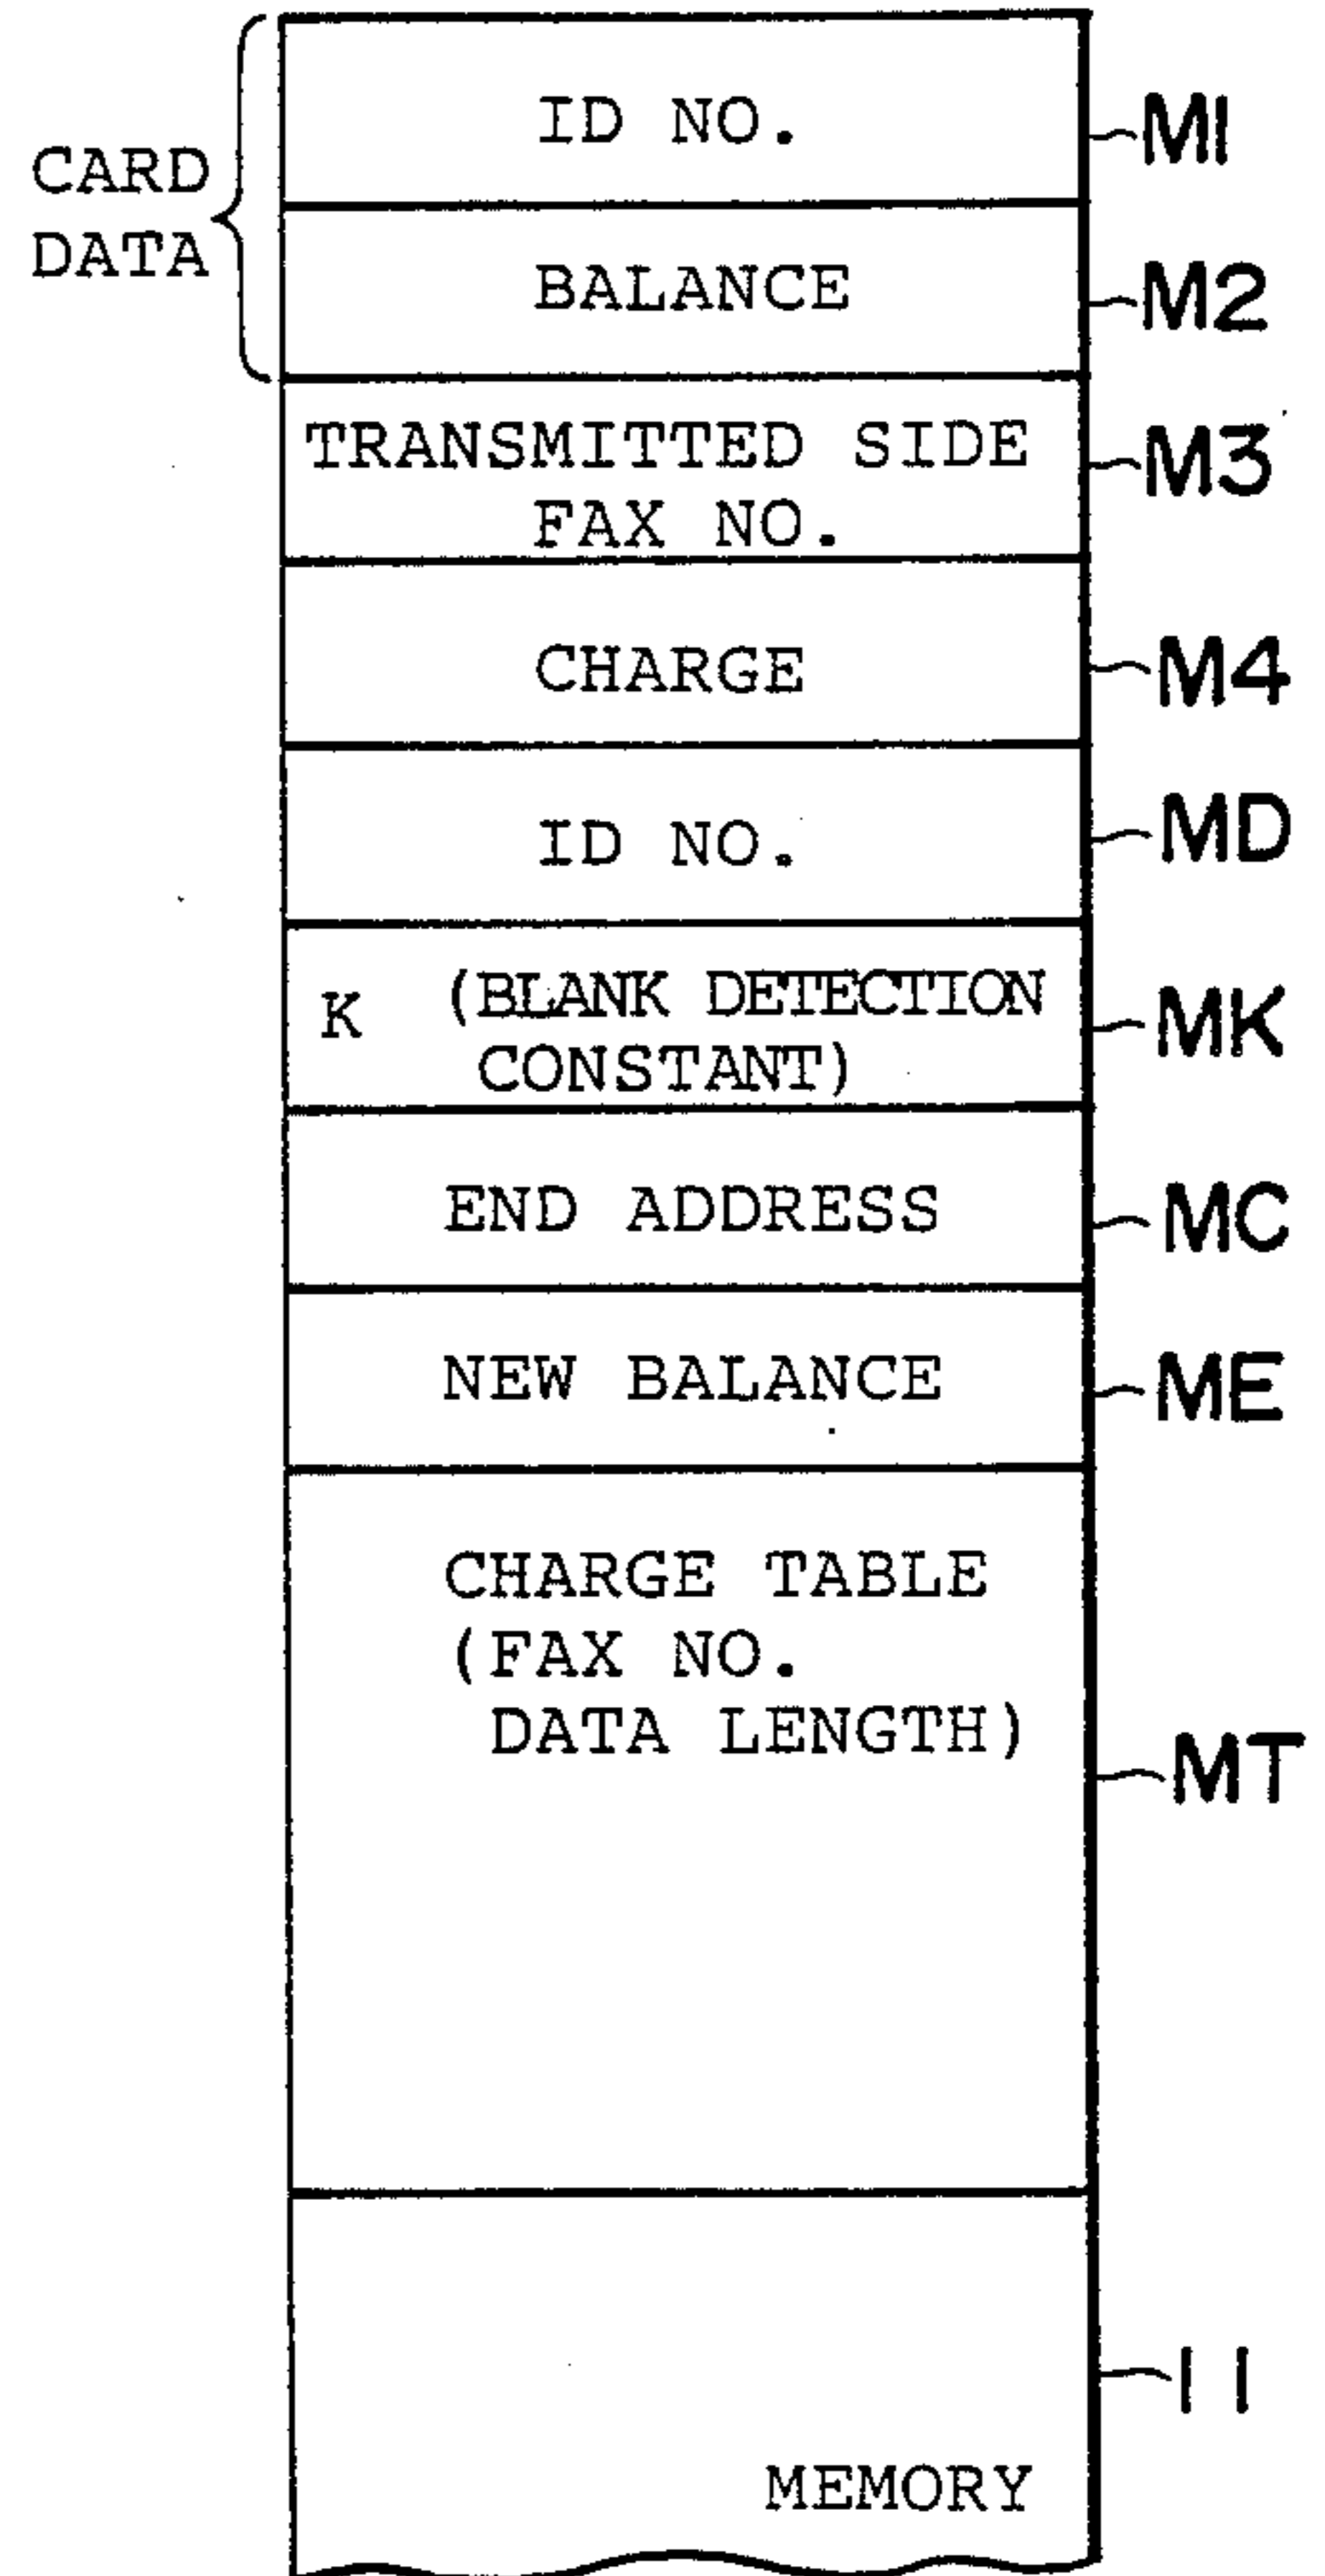 CARD
DATA
ID NO.
M1
BALANCE
M2
TRANSMITTED SIDE
FAX NO.
M3
CHARGE
M4
ID NO.
MD
K (BLANK DETECTION
CONSTANT)
MK
END ADDRESS
MC
NEW BALANCE
ME
CHARGE TABLE
(FAX NO.
DATA LENGTH)
MT
11
MEMORY